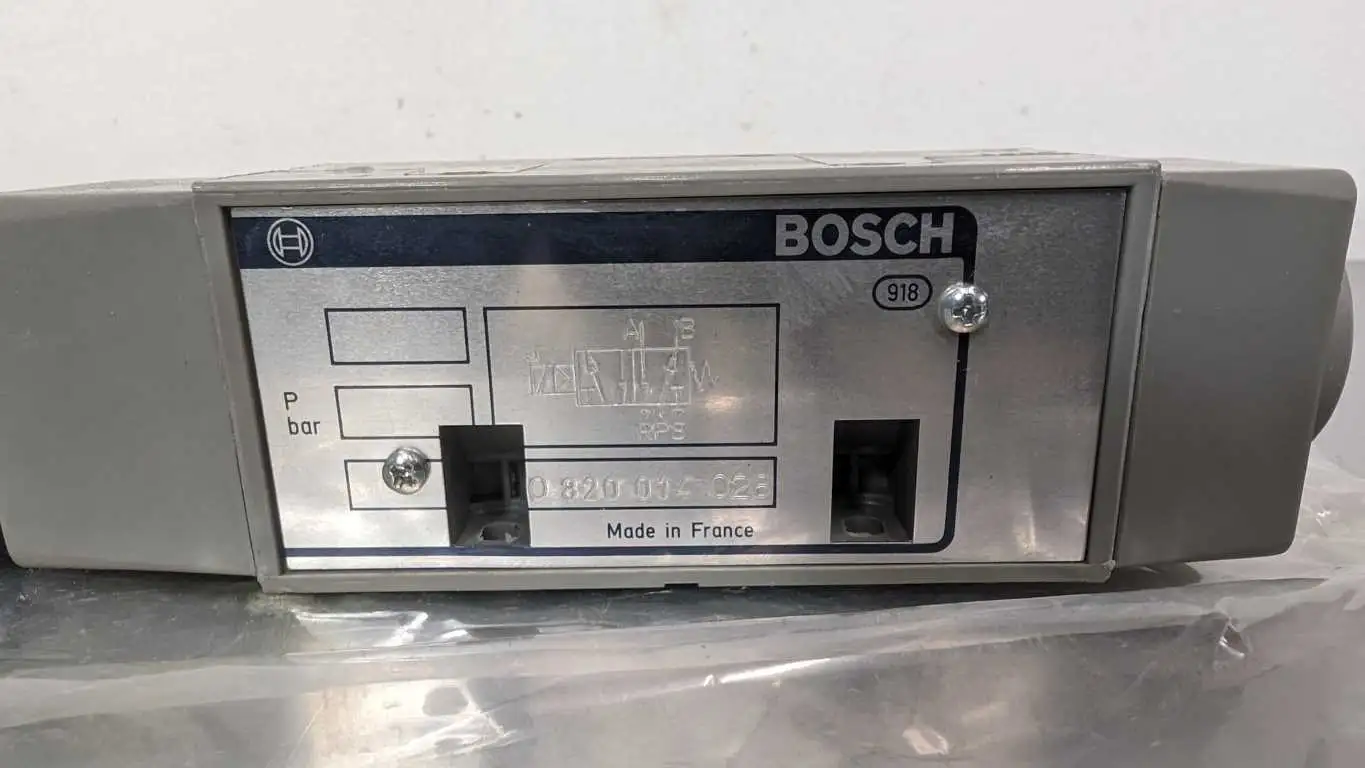 BOSCH
918
A B
P
bar
RPS
0 820 014 026
Made in France